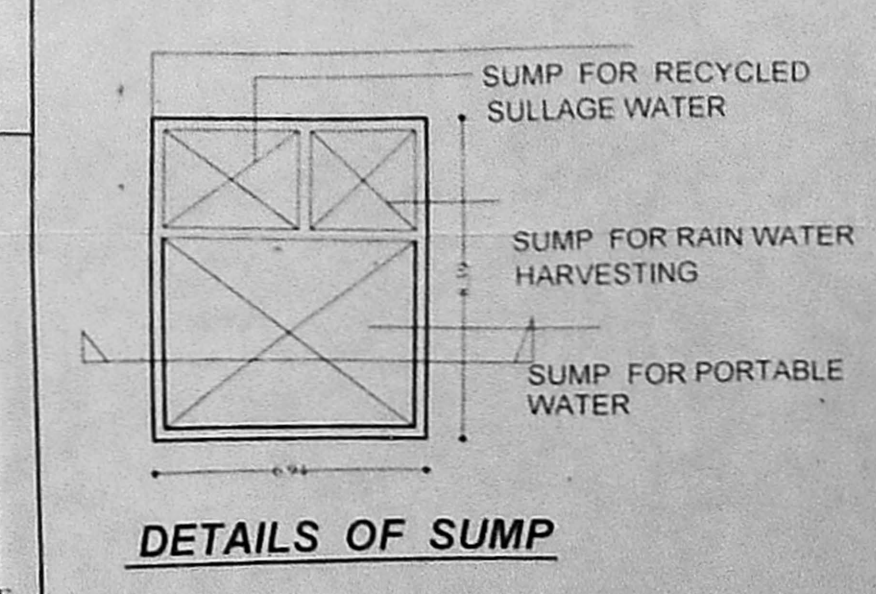 SUMP FOR RECYCLED
SULLAGE WATER
SUMP FOR RAIN WATER
HARVESTING
SUMP FOR PORTABLE
WATER
DETAILS OF SUMP